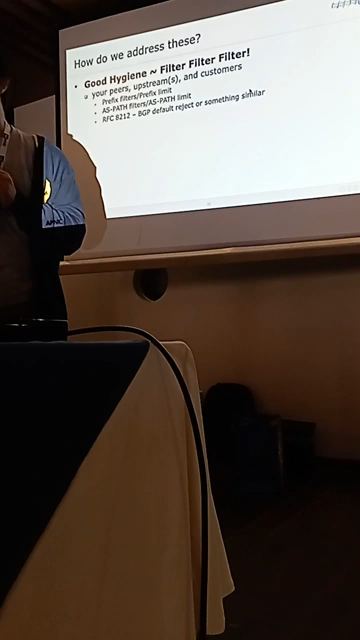 How do we address these?
• Good Hygiene ~ Filter Filter Filter!
your peers, upstream(s), and customers
• Prefix filters/Prefix limit
• AS-PATH filters/AS-PATH limit
• RFC 8212 – BGP default reject or something similar
APNIC